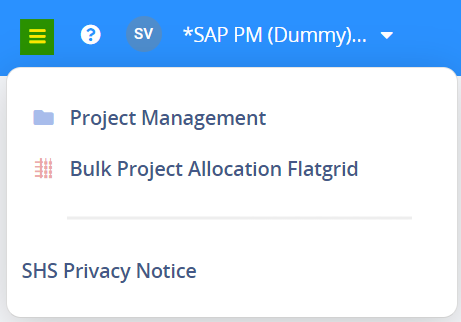 SV *SAP PM (Dummy)...
Project Management
Bulk Project Allocation Flatgrid
SHS Privacy Notice